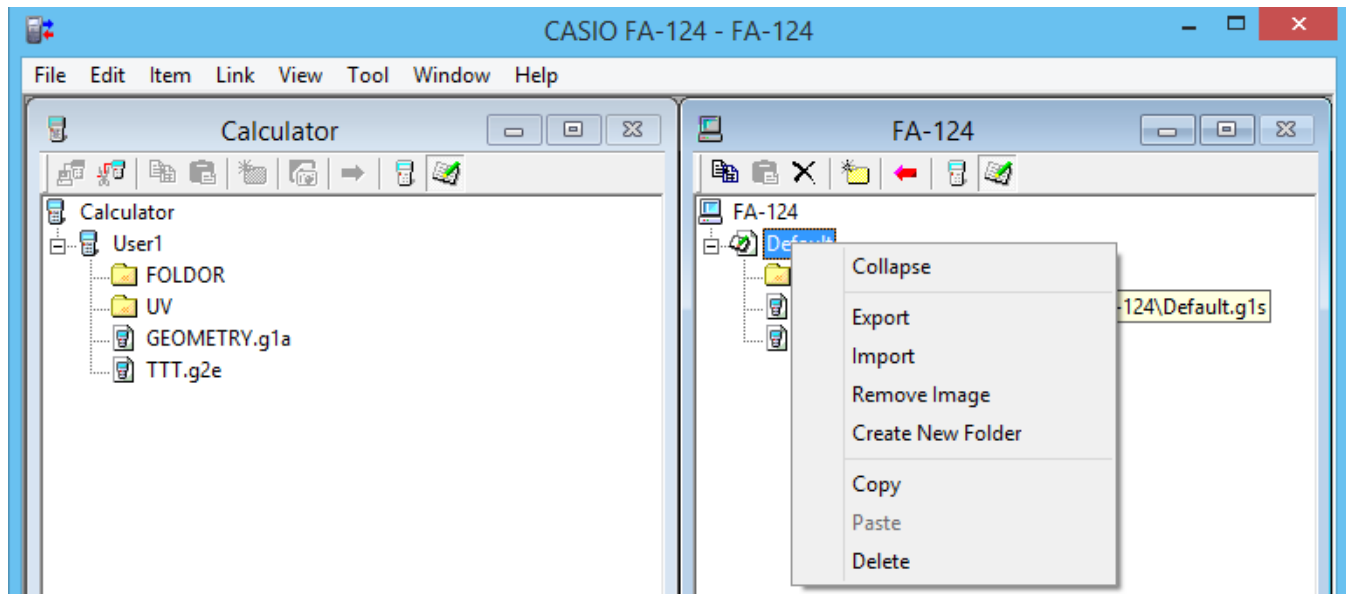 CASIO FA-124 - FA-124
File Edit Item Link View Tool Window Help
Calculator
Calculator
User1
FOLDOR
UV
GEOMETRY.g1a
TTT.g2e
FA-124
FA-124
Default
-124\Default.g1s
Collapse
Export
Import
Remove Image
Create New Folder
Copy
Paste
Delete